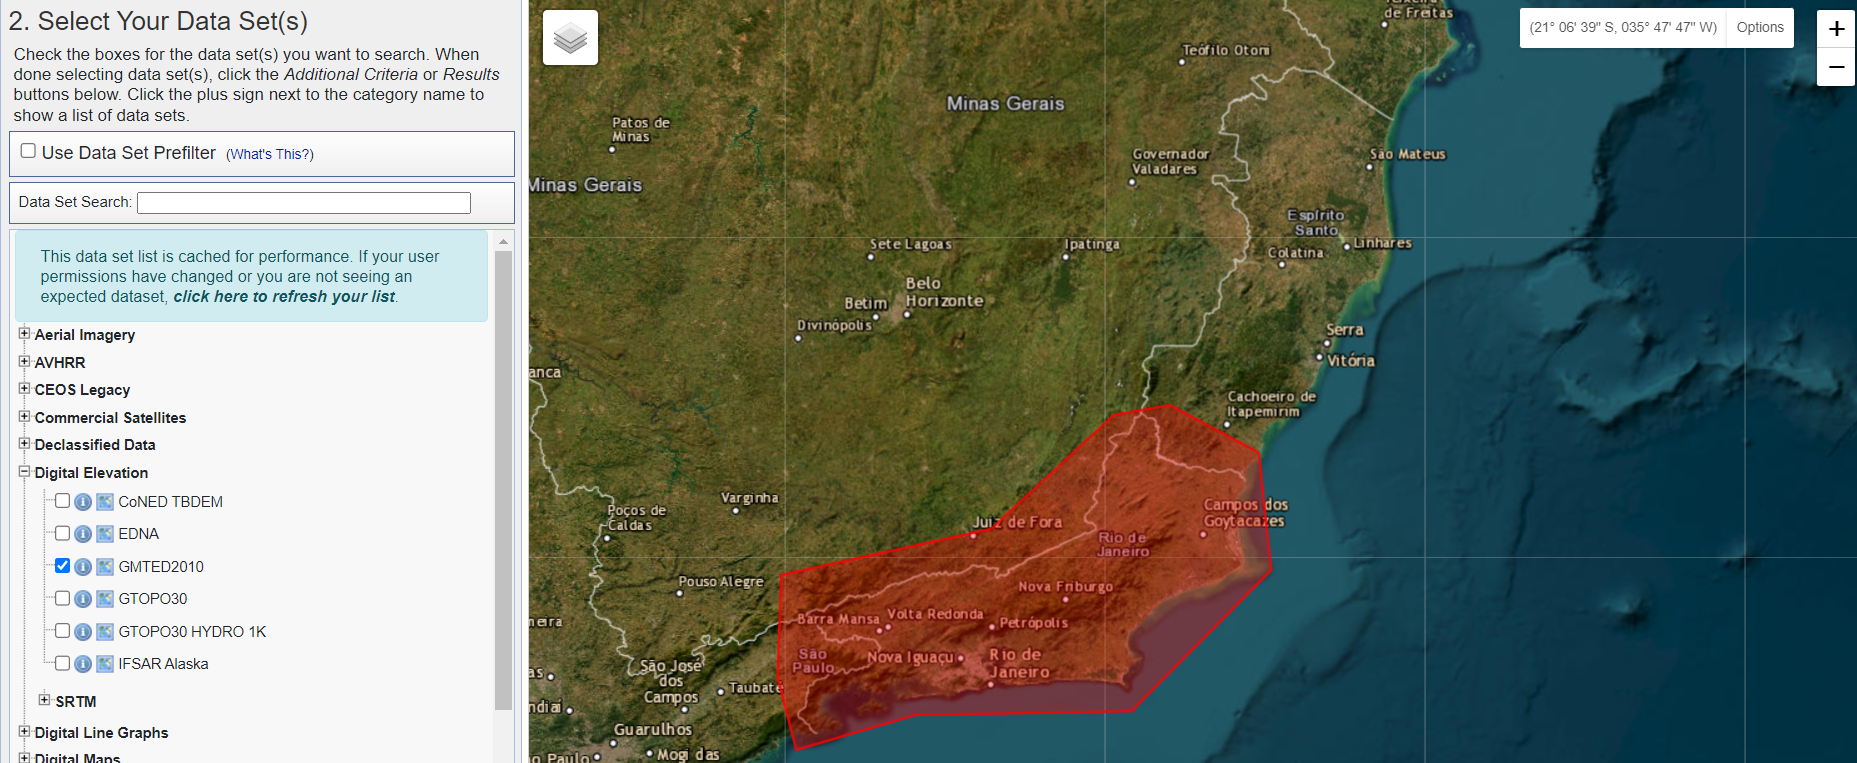 2. Select Your Data Set(s)
Check the boxes for the data set(s) you want to search. When
done selecting data set(s), click the Additional Criteria or Results
buttons below. Click the plus sign next to the category name to
show a list of data sets.
Use Data Set Prefilter (What's This?)
Data Set Search:
This data set list is cached for performance. If your user
permissions have changed or you are not seeing an
expected dataset, click here to refresh your list.
Aerial Imagery
AVHRR
CEOS Legacy
Commercial Satellites
Declassified Data
Digital Elevation
CoNED TBDEM
EDNA
GMTED2010
GTOPO30
GTOPO30 HYDRO 1K
IFSAR Alaska
SRTM
Digital Line Graphs
Digital Maps
(21° 06' 39" S, 035° 47' 47" W)
Options
+
−
de Freitas
Teófilo Otoni
Minas Gerais
Patos de
Minas
Governador
Valadares
São Mateus
Minas Gerais
Espírito
Santo
Sete Lagoas
Ipatinga
Linhares
Colatina
Belo
Horizonte
Betim
Divinópolis
Serra
Vitória
anca
Cachoeiro de
Itapemirim
Varginha
Poços de
Caldas
Juiz de Fora
Campos dos
Goytacazes
Rio de
Janeiro
Pouso Alegre
Nova Friburgo
neira
Barra Mansa
Volta Redonda
Petrópolis
São
Paulo
Nova Iguaçu
Rio de
Janeiro
as
São José
dos
Campos
Taubate
ndiaí
Guarulhos
Mogi das
o Paulo